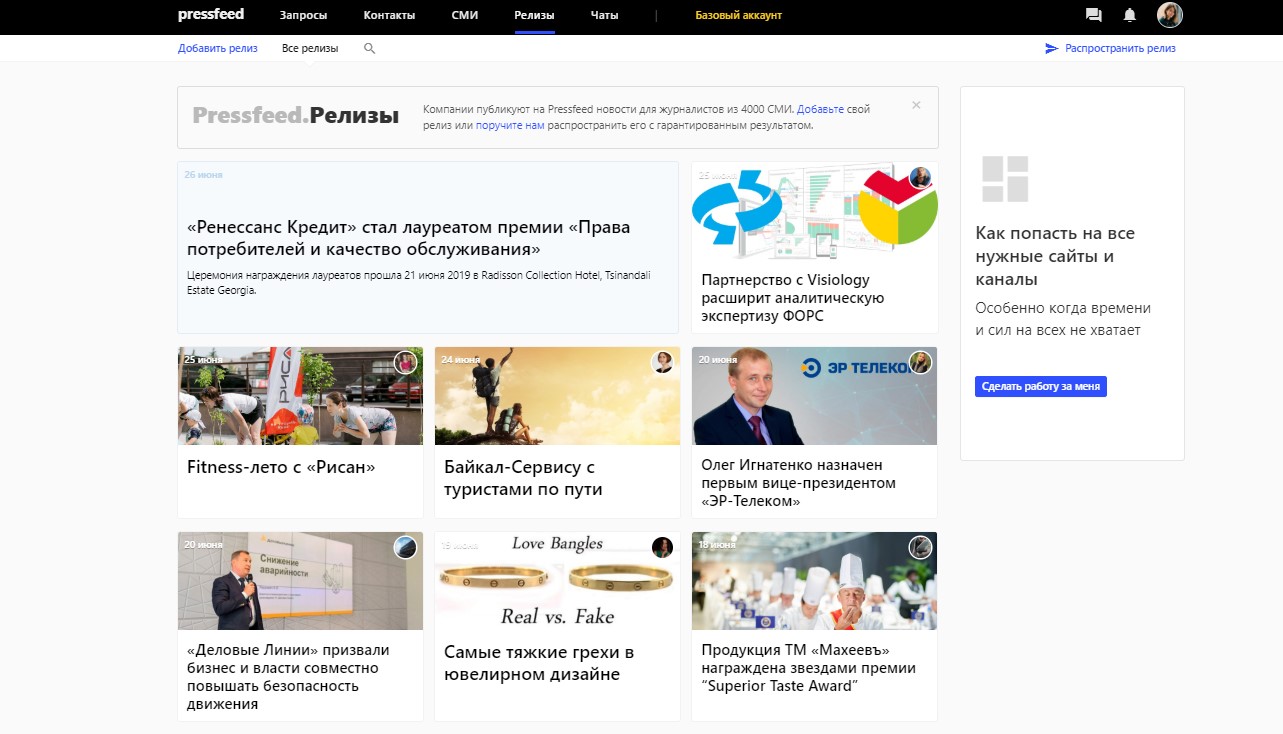 pressfeed
Запросы
Контакты
СМИ
Релизы
Чаты
|
Базовый аккаунт
Добавить релиз
Все релизы
Распространить релиз
Pressfeed.Релизы
Компании публикуют на Pressfeed новости для журналистов из 4000 СМИ. Добавьте свой
релиз или поручите нам распространить его с гарантированным результатом.
26 июня
«Ренессанс Кредит» стал лауреатом премии «Права
потребителей и качество обслуживания»
Церемония награждения лауреатов прошла 21 июня 2019 в Radisson Collection Hotel, Tsinandali
Estate Georgia.
25 июня
Партнерство с Visiology
расширит аналитическую
экспертизу ФОРС
Как попасть на все
нужные сайты и
каналы
Особенно когда времени
и сил на всех не хватает
Сделать работу за меня
25 июня
РИСАН
Fitness-лето с «Рисан»
24 июня
Байкал-Сервису с
туристами по пути
20 июня
ЭР ТЕЛЕКОМ
Олег Игнатенко назначен
первым вице-президентом
«ЭР-Телеком»
20 июня
Снижение
аварийности
«Деловые Линии» призвали
бизнес и власти совместно
повышать безопасность
движения
19 июня
Love Bangles
Real vs. Fake
Самые тяжкие грехи в
ювелирном дизайне
18 июня
Продукция ТМ «Махеевъ»
награждена звездами премии
“Superior Taste Award”